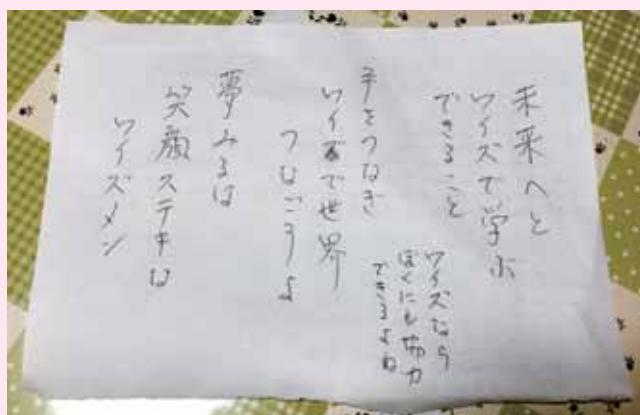 未来へと
ワイズで学ぶ
できること
ワイズなら
ぼくにも協力
できるよね
手をつなぎ
ワイズで世界
つなごうよ
夢みるは
笑顔ステキな
ワイズメン